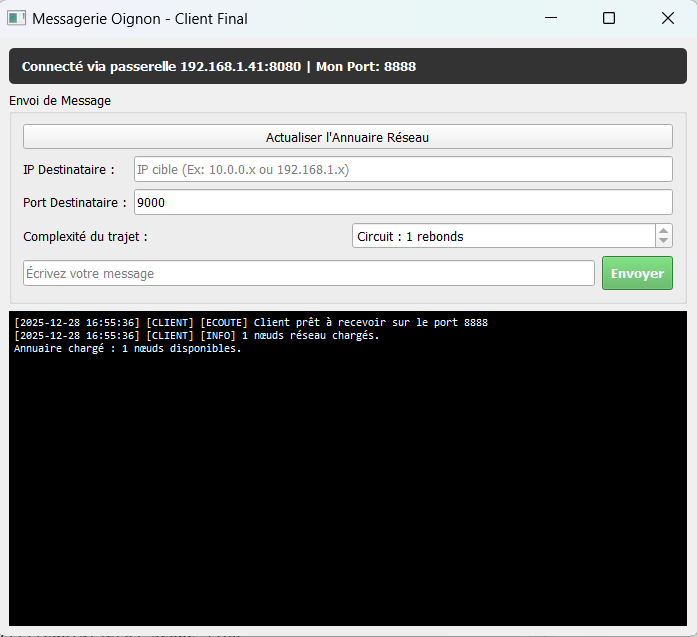 Messagerie Oignon - Client Final
Connecté via passerelle 192.168.1.41:8080 | Mon Port: 8888
Envoi de Message
Actualiser l'Annuaire Réseau
IP Destinataire : IP cible (Ex: 10.0.0.x ou 192.168.1.x)
Port Destinataire : 9000
Complexité du trajet : Circuit : 1 rebonds
Écrivez votre message Envoyer
[2025-12-28 16:55:36] [CLIENT] [ECOUTE] Client prêt à recevoir sur le port 8888
[2025-12-28 16:55:36] [CLIENT] [INFO] 1 nœuds réseau chargés.
Annuaire chargé : 1 nœuds disponibles.